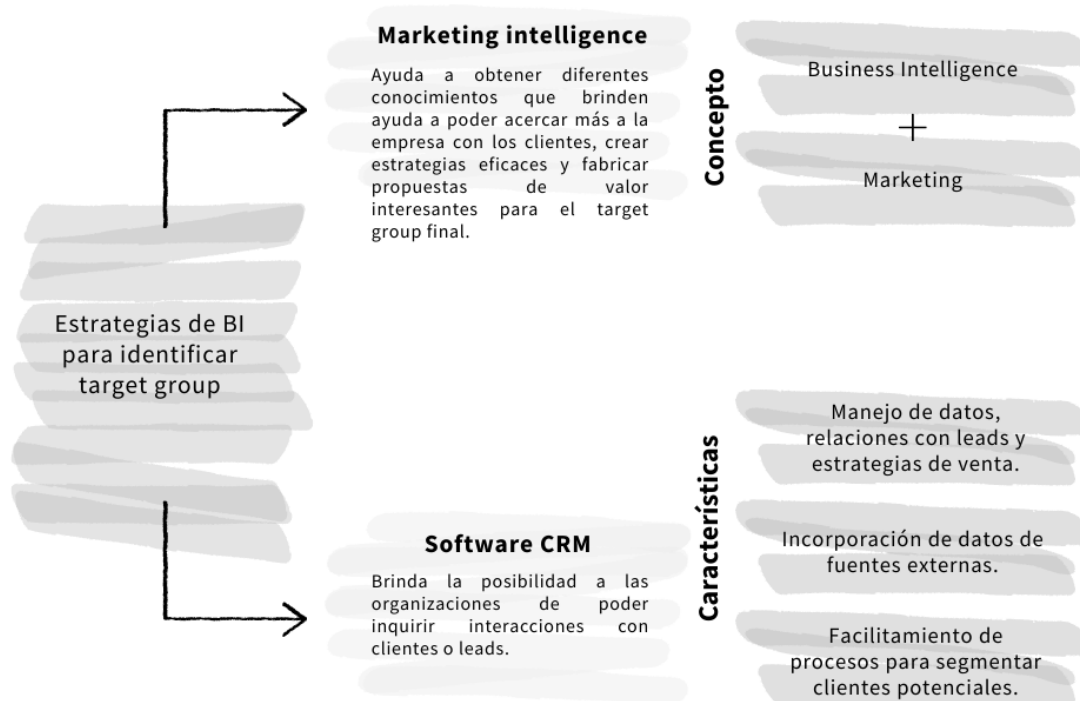 Estrategias de BI
para identificar
target group
Marketing intelligence
Ayuda a obtener diferentes
conocimientos que brinden
ayuda a poder acercar más a la
empresa con los clientes, crear
estrategias eficaces y fabricar
propuestas de valor
interesantes para el target
group final.
Concepto
Business Intelligence
+
Marketing
Software CRM
Brinda la posibilidad a las
organizaciones de poder
inquirir interacciones con
clientes o leads.
Características
Manejo de datos,
relaciones con leads y
estrategias de venta.
Incorporación de datos de
fuentes externas.
Facilitamiento de
procesos para segmentar
clientes potenciales.